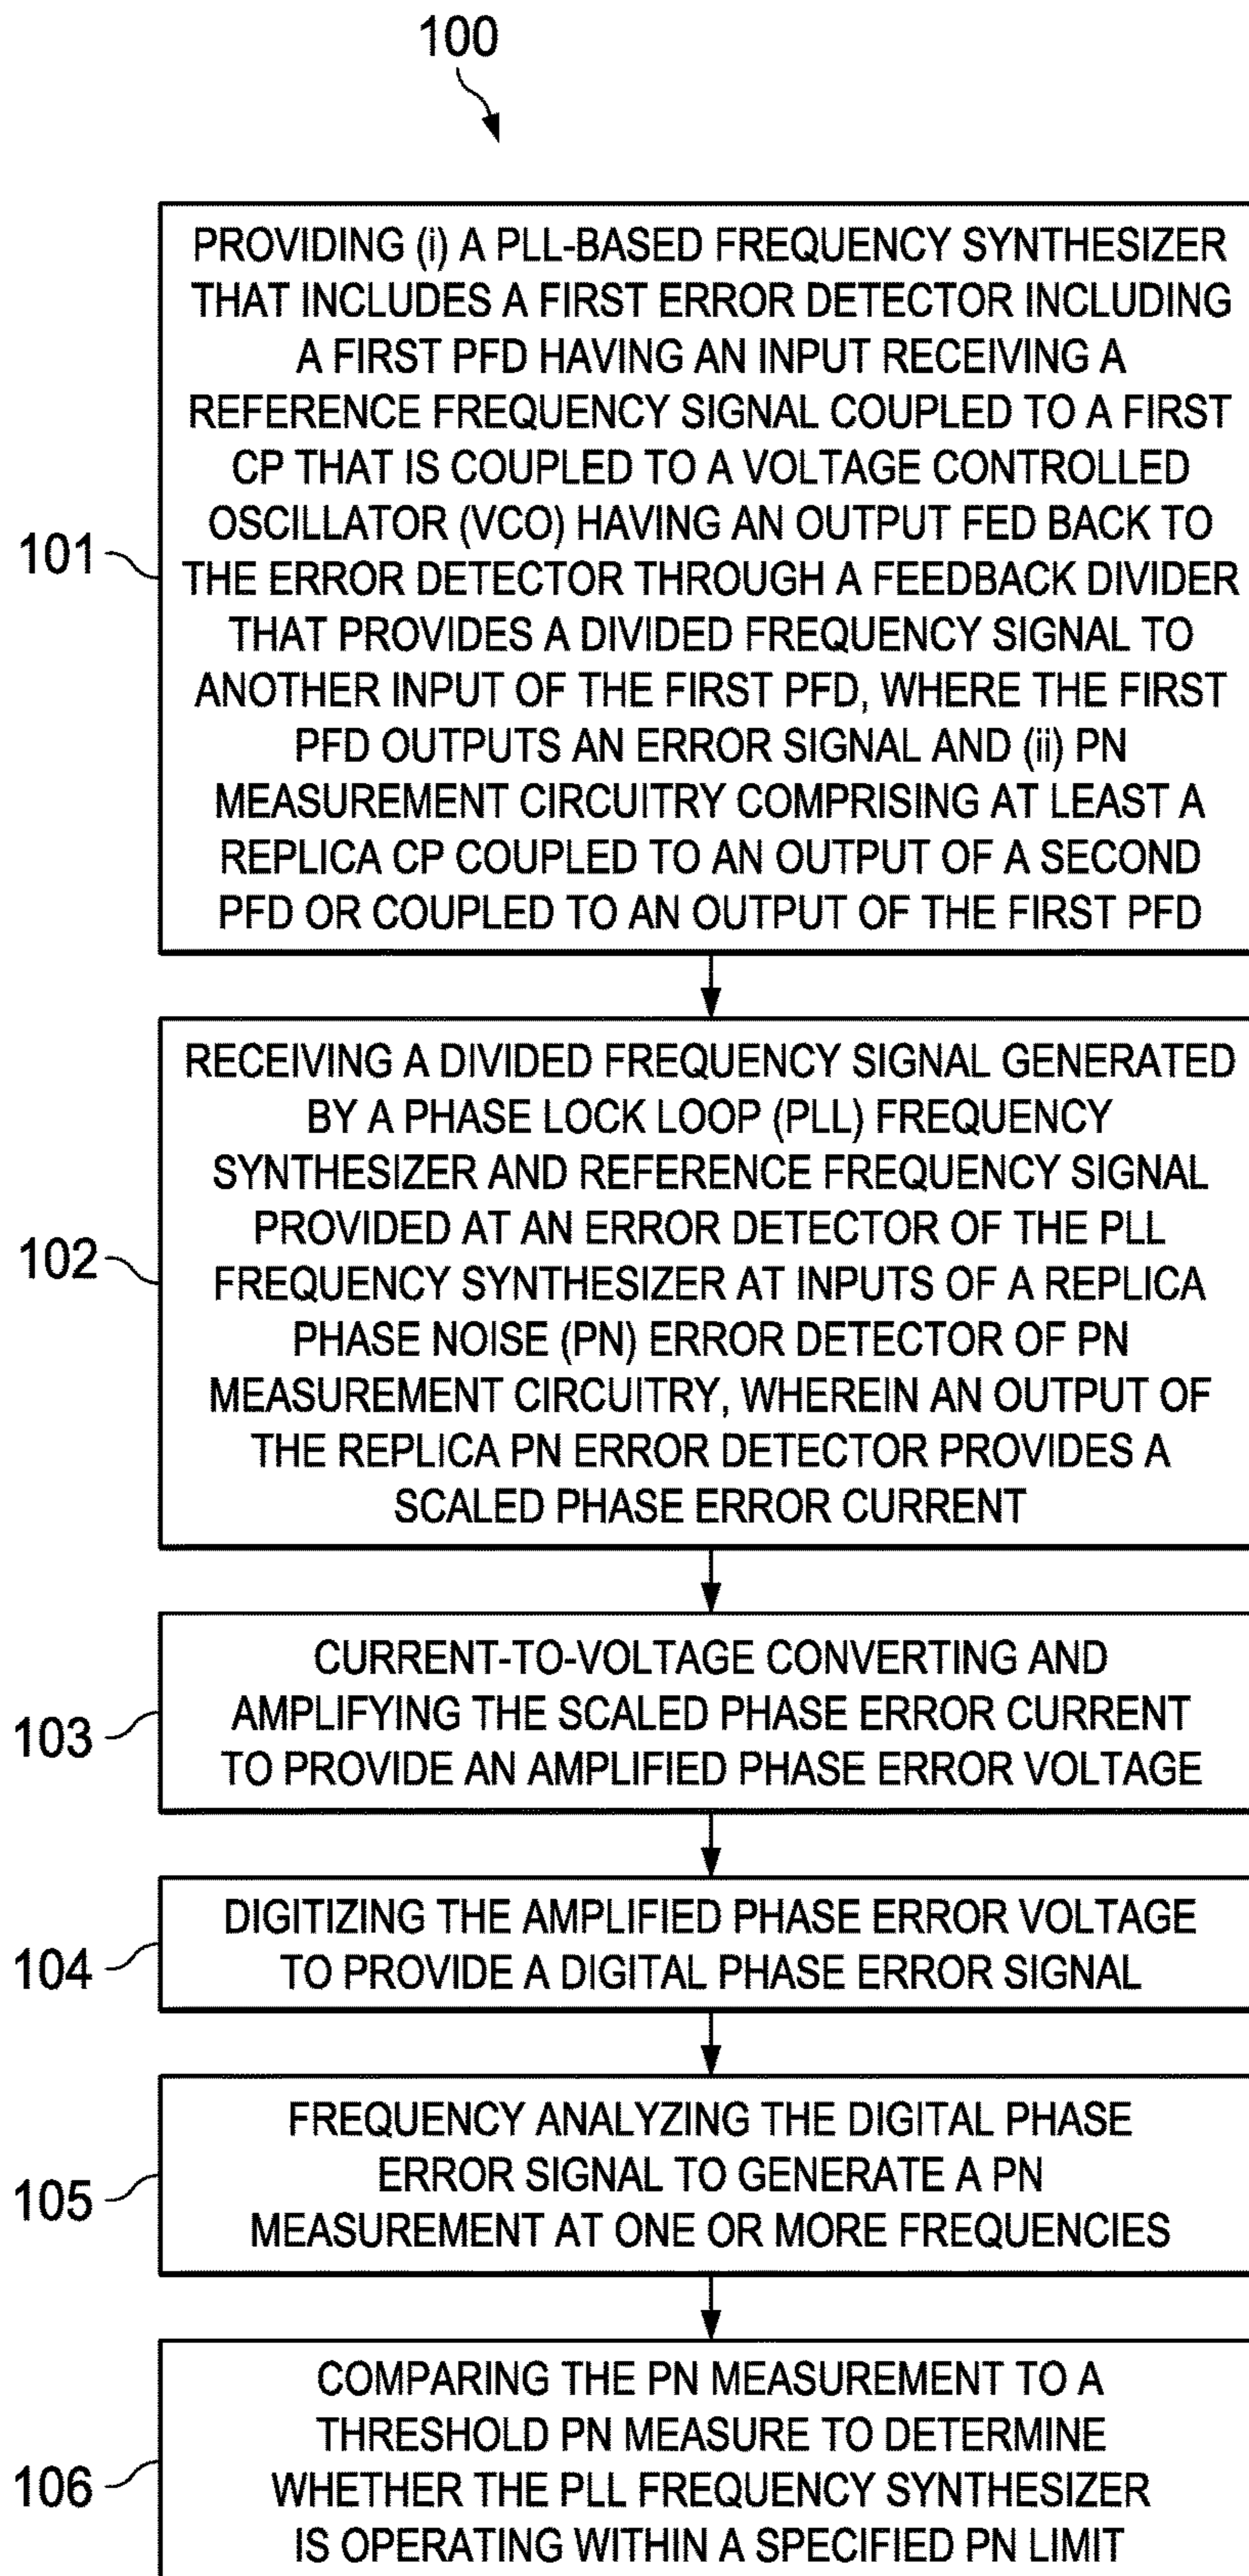 100
PROVIDING (i) A PLL-BASED FREQUENCY SYNTHESIZER
THAT INCLUDES A FIRST ERROR DETECTOR INCLUDING
A FIRST PFD HAVING AN INPUT RECEIVING A
REFERENCE FREQUENCY SIGNAL COUPLED TO A FIRST
CP THAT IS COUPLED TO A VOLTAGE CONTROLLED
OSCILLATOR (VCO) HAVING AN OUTPUT FED BACK TO
THE ERROR DETECTOR THROUGH A FEEDBACK DIVIDER
THAT PROVIDES A DIVIDED FREQUENCY SIGNAL TO
ANOTHER INPUT OF THE FIRST PFD, WHERE THE FIRST
PFD OUTPUTS AN ERROR SIGNAL AND (ii) PN
MEASUREMENT CIRCUITRY COMPRISING AT LEAST A
REPLICA CP COUPLED TO AN OUTPUT OF A SECOND
PFD OR COUPLED TO AN OUTPUT OF THE FIRST PFD
101
RECEIVING A DIVIDED FREQUENCY SIGNAL GENERATED
BY A PHASE LOCK LOOP (PLL) FREQUENCY
SYNTHESIZER AND REFERENCE FREQUENCY SIGNAL
PROVIDED AT AN ERROR DETECTOR OF THE PLL
FREQUENCY SYNTHESIZER AT INPUTS OF A REPLICA
PHASE NOISE (PN) ERROR DETECTOR OF PN
MEASUREMENT CIRCUITRY, WHEREIN AN OUTPUT OF
THE REPLICA PN ERROR DETECTOR PROVIDES A
SCALED PHASE ERROR CURRENT
102
CURRENT-TO-VOLTAGE CONVERTING AND
AMPLIFYING THE SCALED PHASE ERROR CURRENT
TO PROVIDE AN AMPLIFIED PHASE ERROR VOLTAGE
103
DIGITIZING THE AMPLIFIED PHASE ERROR VOLTAGE
TO PROVIDE A DIGITAL PHASE ERROR SIGNAL
104
FREQUENCY ANALYZING THE DIGITAL PHASE
ERROR SIGNAL TO GENERATE A PN
MEASUREMENT AT ONE OR MORE FREQUENCIES
105
COMPARING THE PN MEASUREMENT TO A
THRESHOLD PN MEASURE TO DETERMINE
WHETHER THE PLL FREQUENCY SYNTHESIZER
IS OPERATING WITHIN A SPECIFIED PN LIMIT
106